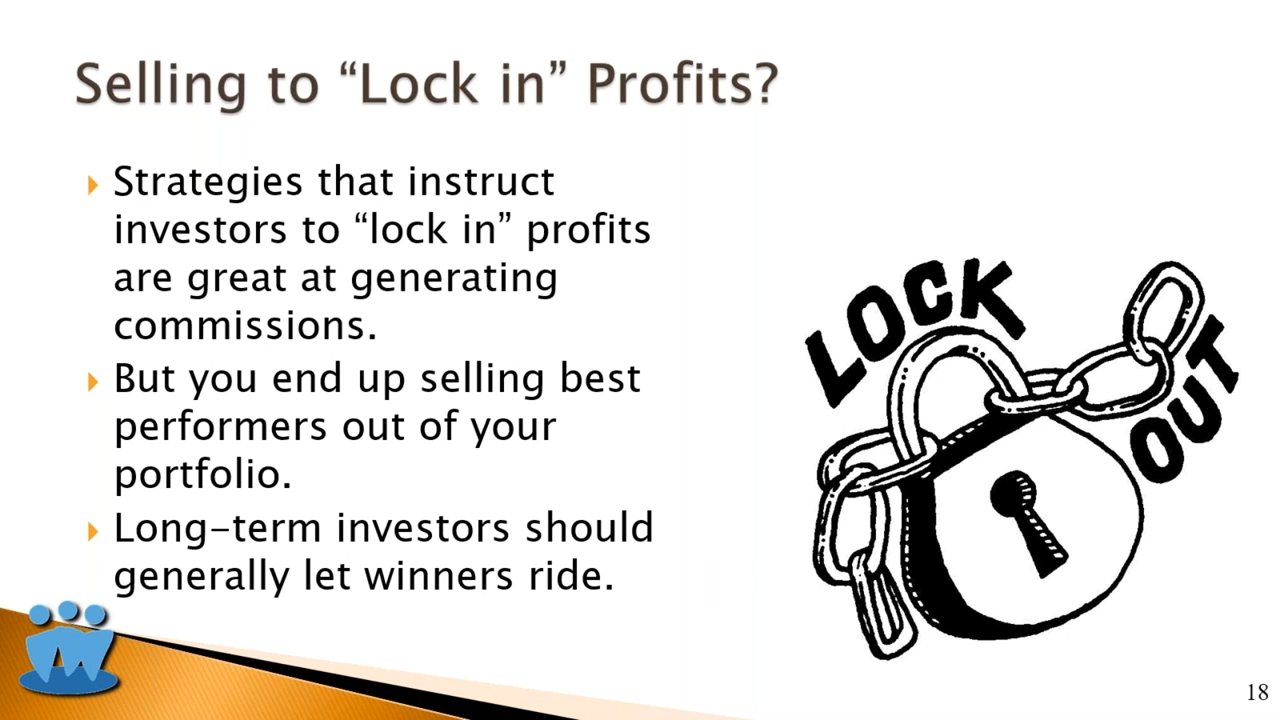 Selling to “Lock in” Profits?
Strategies that instruct
investors to “lock in” profits
are great at generating
commissions.
But you end up selling best
performers out of your
portfolio.
Long-term investors should
generally let winners ride.
LOCK
OUT
18